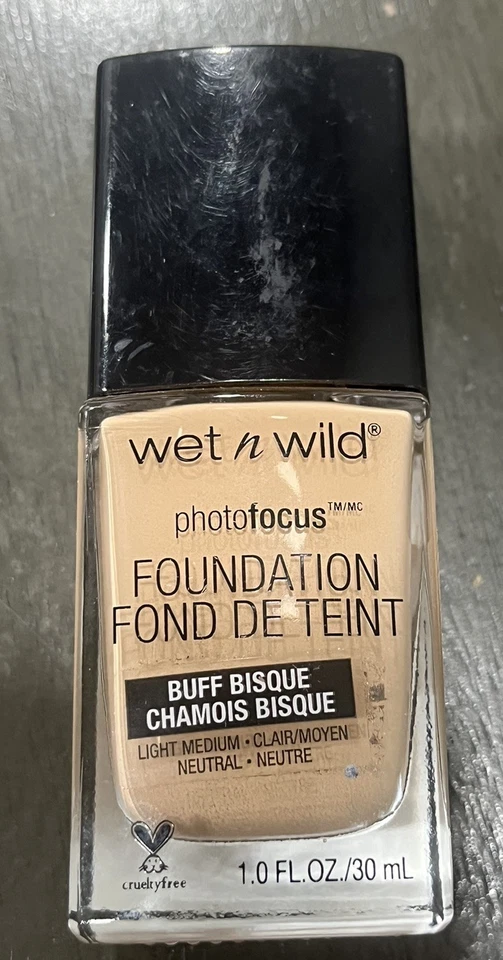 wet n wild®
photofocus™/MC
FOUNDATION
FOND DE TEINT
BUFF BISQUE
CHAMOIS BISQUE
LIGHT MEDIUM • CLAIR/MOYEN
NEUTRAL • NEUTRE
crueltyfree
1.0 FL.OZ./30 mL